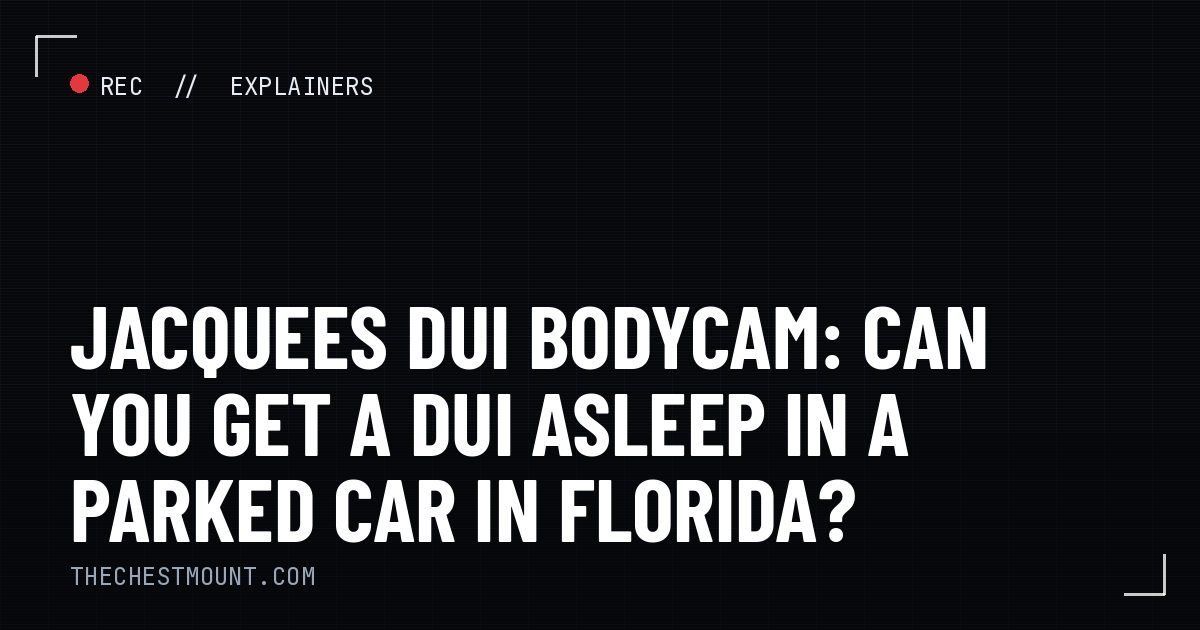 REC // EXPLAINERS
JACQUEES DUI BODYCAM: CAN
YOU GET A DUI ASLEEP IN A
PARKED CAR IN FLORIDA?
THECHESTMOUNT.COM